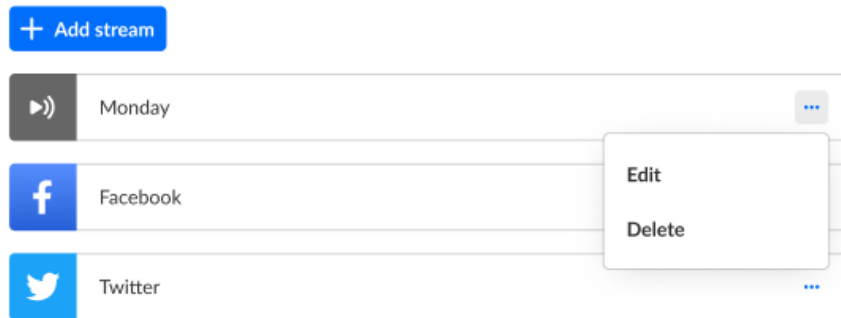 Add stream
Monday
Edit
Facebook
Delete
Twitter